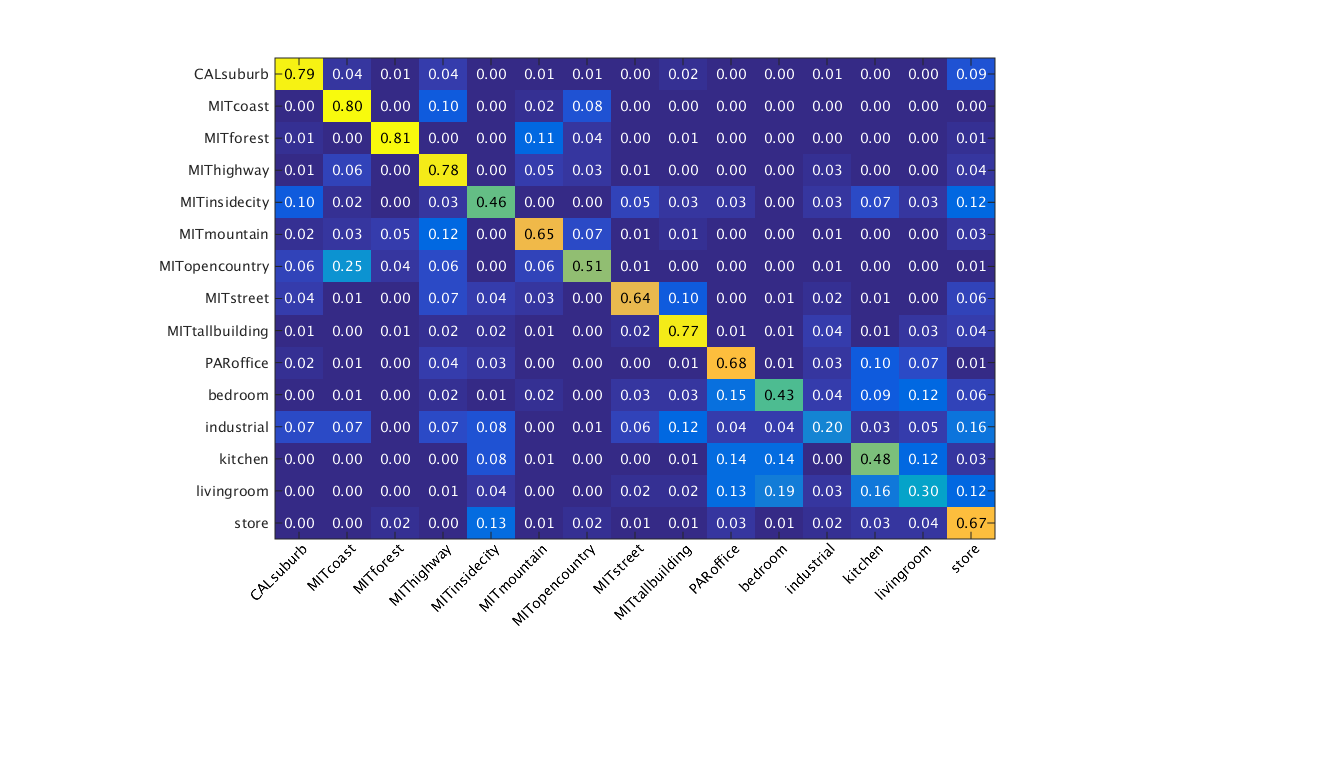 CALsuburb 0.79 0.04 0.01 0.04 0.00 0.01 0.01 0.00 0.02 0.00 0.00 0.01 0.00 0.00 0.09
MITcoast 0.00 0.80 0.00 0.10 0.00 0.02 0.08 0.00 0.00 0.00 0.00 0.00 0.00 0.00 0.00
MITforest 0.01 0.00 0.81 0.00 0.00 0.11 0.04 0.00 0.01 0.00 0.00 0.00 0.00 0.00 0.01
MIThighway 0.01 0.06 0.00 0.78 0.00 0.05 0.03 0.01 0.00 0.00 0.00 0.03 0.00 0.00 0.04
MITinsidecity 0.10 0.02 0.00 0.03 0.46 0.00 0.00 0.05 0.03 0.03 0.00 0.03 0.07 0.03 0.12
MITmountain 0.02 0.03 0.05 0.12 0.00 0.65 0.07 0.01 0.01 0.00 0.00 0.01 0.00 0.00 0.03
MITopencountry 0.06 0.25 0.04 0.06 0.00 0.06 0.51 0.01 0.00 0.00 0.00 0.01 0.00 0.00 0.01
MITstreet 0.04 0.01 0.00 0.07 0.04 0.03 0.00 0.64 0.10 0.00 0.01 0.02 0.01 0.00 0.06
MITtallbuilding 0.01 0.00 0.01 0.02 0.02 0.01 0.00 0.02 0.77 0.01 0.01 0.04 0.01 0.03 0.04
PARoffice 0.02 0.01 0.00 0.04 0.03 0.00 0.00 0.00 0.01 0.68 0.01 0.03 0.10 0.07 0.01
bedroom 0.00 0.01 0.00 0.02 0.01 0.02 0.00 0.03 0.03 0.15 0.43 0.04 0.09 0.12 0.06
industrial 0.07 0.07 0.00 0.07 0.08 0.00 0.01 0.06 0.12 0.04 0.04 0.20 0.03 0.05 0.16
kitchen 0.00 0.00 0.00 0.00 0.08 0.01 0.00 0.00 0.01 0.14 0.14 0.00 0.48 0.12 0.03
livingroom 0.00 0.00 0.00 0.01 0.04 0.00 0.00 0.02 0.02 0.13 0.19 0.03 0.16 0.30 0.12
store 0.00 0.00 0.02 0.00 0.13 0.01 0.02 0.01 0.01 0.03 0.01 0.02 0.03 0.04 0.67
CALsuburb MITcoast MITforest MIThighway MITinsidecity MITmountain MITopencountry MITstreet MITtallbuilding PARoffice bedroom industrial kitchen livingroom store